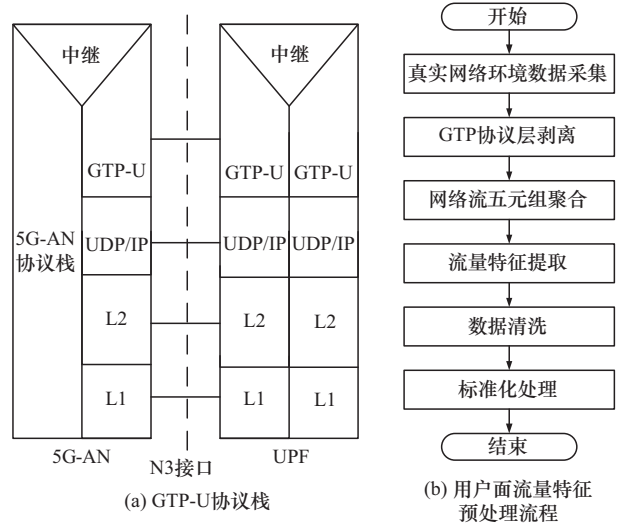 中继
中继
GTP-U
GTP-U
GTP-U
5G-AN
协议栈
UDP/IP
UDP/IP
UDP/IP
L2
L2
L2
L1
L1
L1
5G-AN
N3接口
UPF
(a) GTP-U协议栈
开始
真实网络环境数据采集
GTP协议层剥离
网络流五元组聚合
流量特征提取
数据清洗
标准化处理
结束
(b) 用户面流量特征
预处理流程